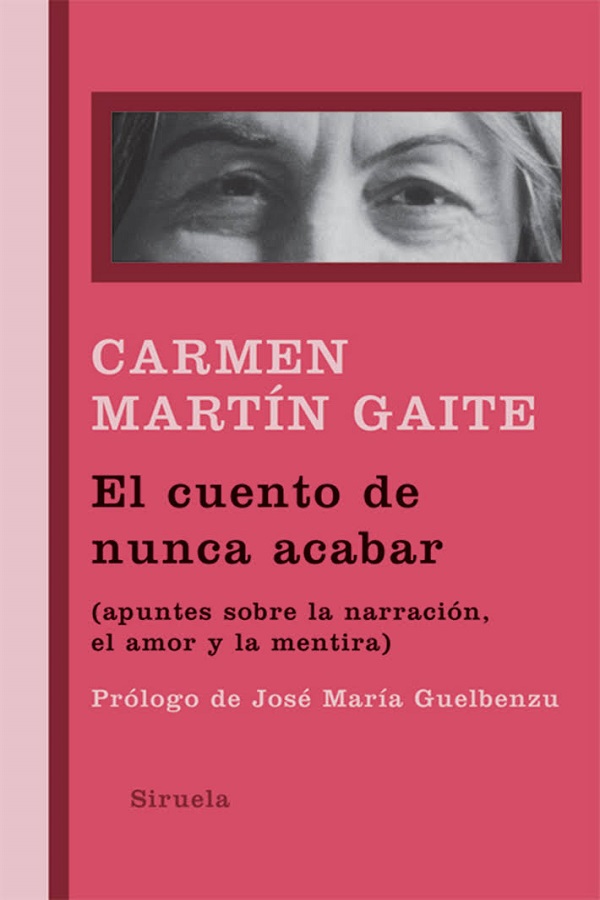 CARMEN
MARTÍN GAITE
El cuento de
nunca acabar
(apuntes sobre la narración,
el amor y la mentira)
Prólogo de José María Guelbenzu
Siruela